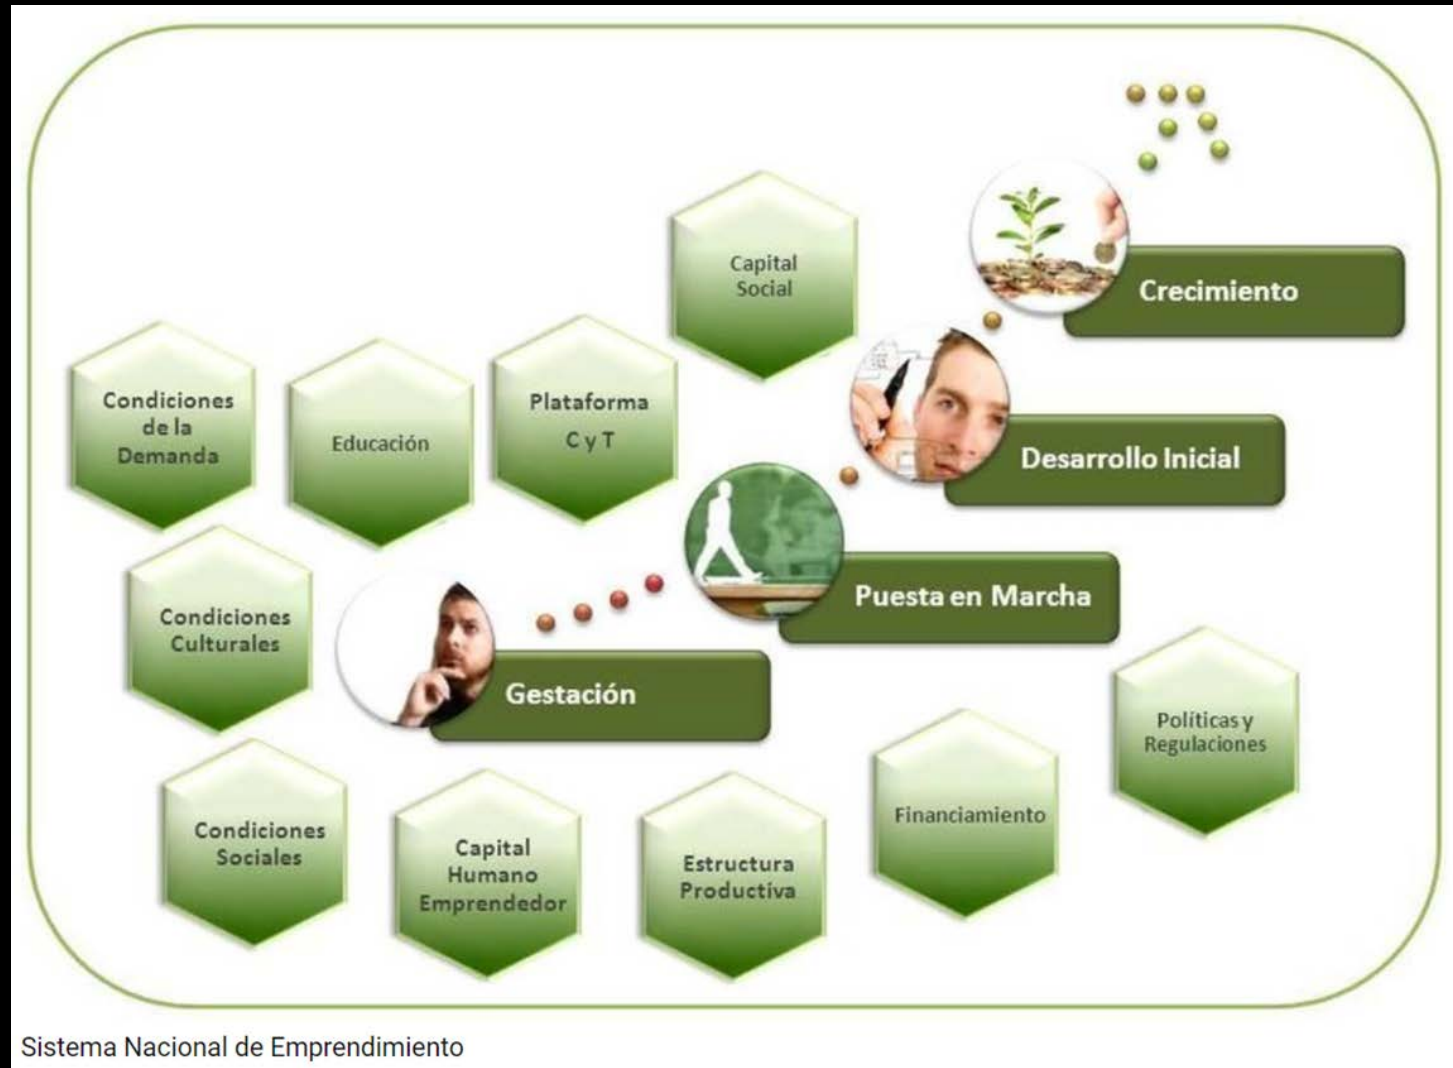 Capital
Social
Crecimiento
Condiciones
de la
Demanda
Educación
Plataforma
C y T
Desarrollo Inicial
Condiciones
Culturales
Puesta en Marcha
Gestación
Políticas y
Regulaciones
Condiciones
Sociales
Capital
Humano
Emprendedor
Estructura
Productiva
Financiamiento
Sistema Nacional de Emprendimiento